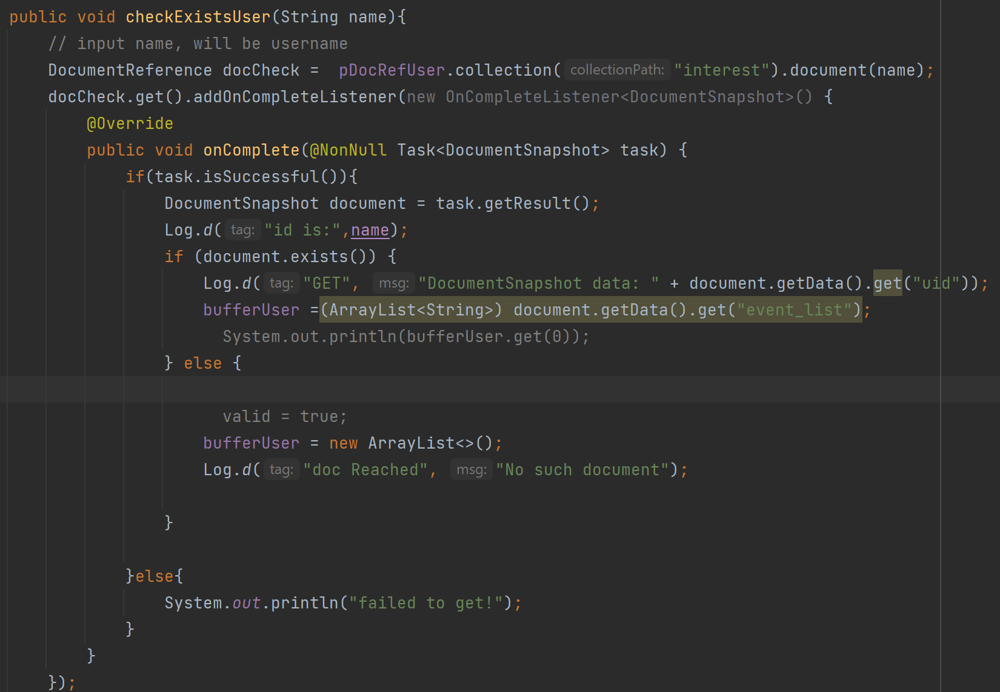 public void checkExistsUser(String name){
// input name, will be username
DocumentReference docCheck =  pDocRefUser.collection( collectionPath: "interest").document(name);
docCheck.get().addOnCompleteListener(new OnCompleteListener<DocumentSnapshot>() {
@Override
public void onComplete(@NonNull Task<DocumentSnapshot> task) {
if(task.isSuccessful()){
DocumentSnapshot document = task.getResult();
Log.d( tag: "id is:",name);
if (document.exists()) {
Log.d( tag: "GET", msg: "DocumentSnapshot data: " + document.getData().get("uid"));
bufferUser =(ArrayList<String>) document.getData().get("event_list");
System.out.println(bufferUser.get(0));
} else {
valid = true;
bufferUser = new ArrayList<>();
Log.d( tag: "doc Reached", msg: "No such document");
}
}else{
System.out.println("failed to get!");
}
}
});